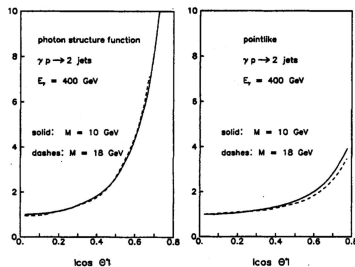 10
photon structure function
γ p → 2 jets
Eγ = 400 GeV
solid: M = 10 GeV
dashes: M = 18 GeV
8
6
4
2
0
0 0.2 0.4 0.6 0.8
|cos Θ*|
10
pointlike
γ p → 2 jets
Eγ = 400 GeV
solid: M = 10 GeV
dashes: M = 18 GeV
8
6
4
2
0
0.2 0.4 0.6 0.8
|cos Θ*|